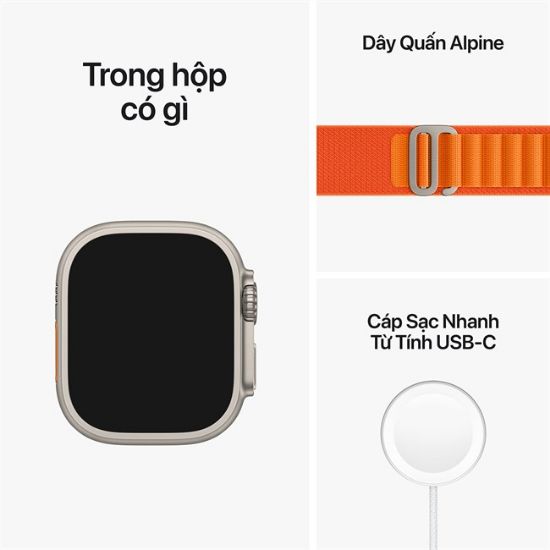 Trong hộp
có gì
Dây Quấn Alpine
Cáp Sạc Nhanh
Từ Tính USB-C